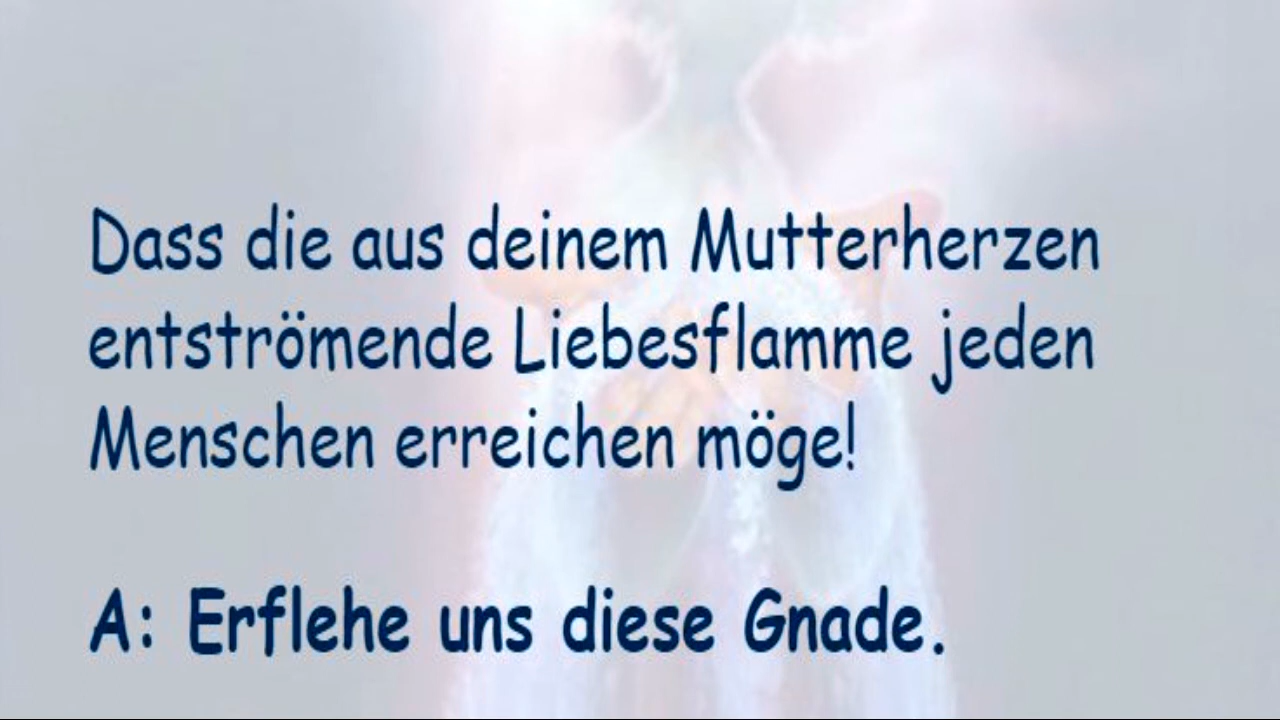 Dass die aus deinem Mutterherzen
entströmende Liebesflamme jeden
Menschen erreichen möge!
A: Erflehe uns diese Gnade.